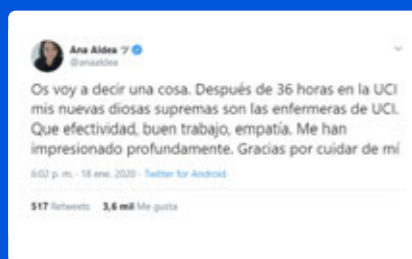 Ana Aldea ツ
@anaaldea
Os voy a decir una cosa. Después de 36 horas en la UCI
mis nuevas diosas supremas son las enfermeras de UCI.
Que efectividad, buen trabajo, empatía. Me han
impresionado profundamente. Gracias por cuidar de mí
6:02 p. m. · 18 ene. 2020 · Twitter for Android
517 Retweets 3,6 mil Me gusta